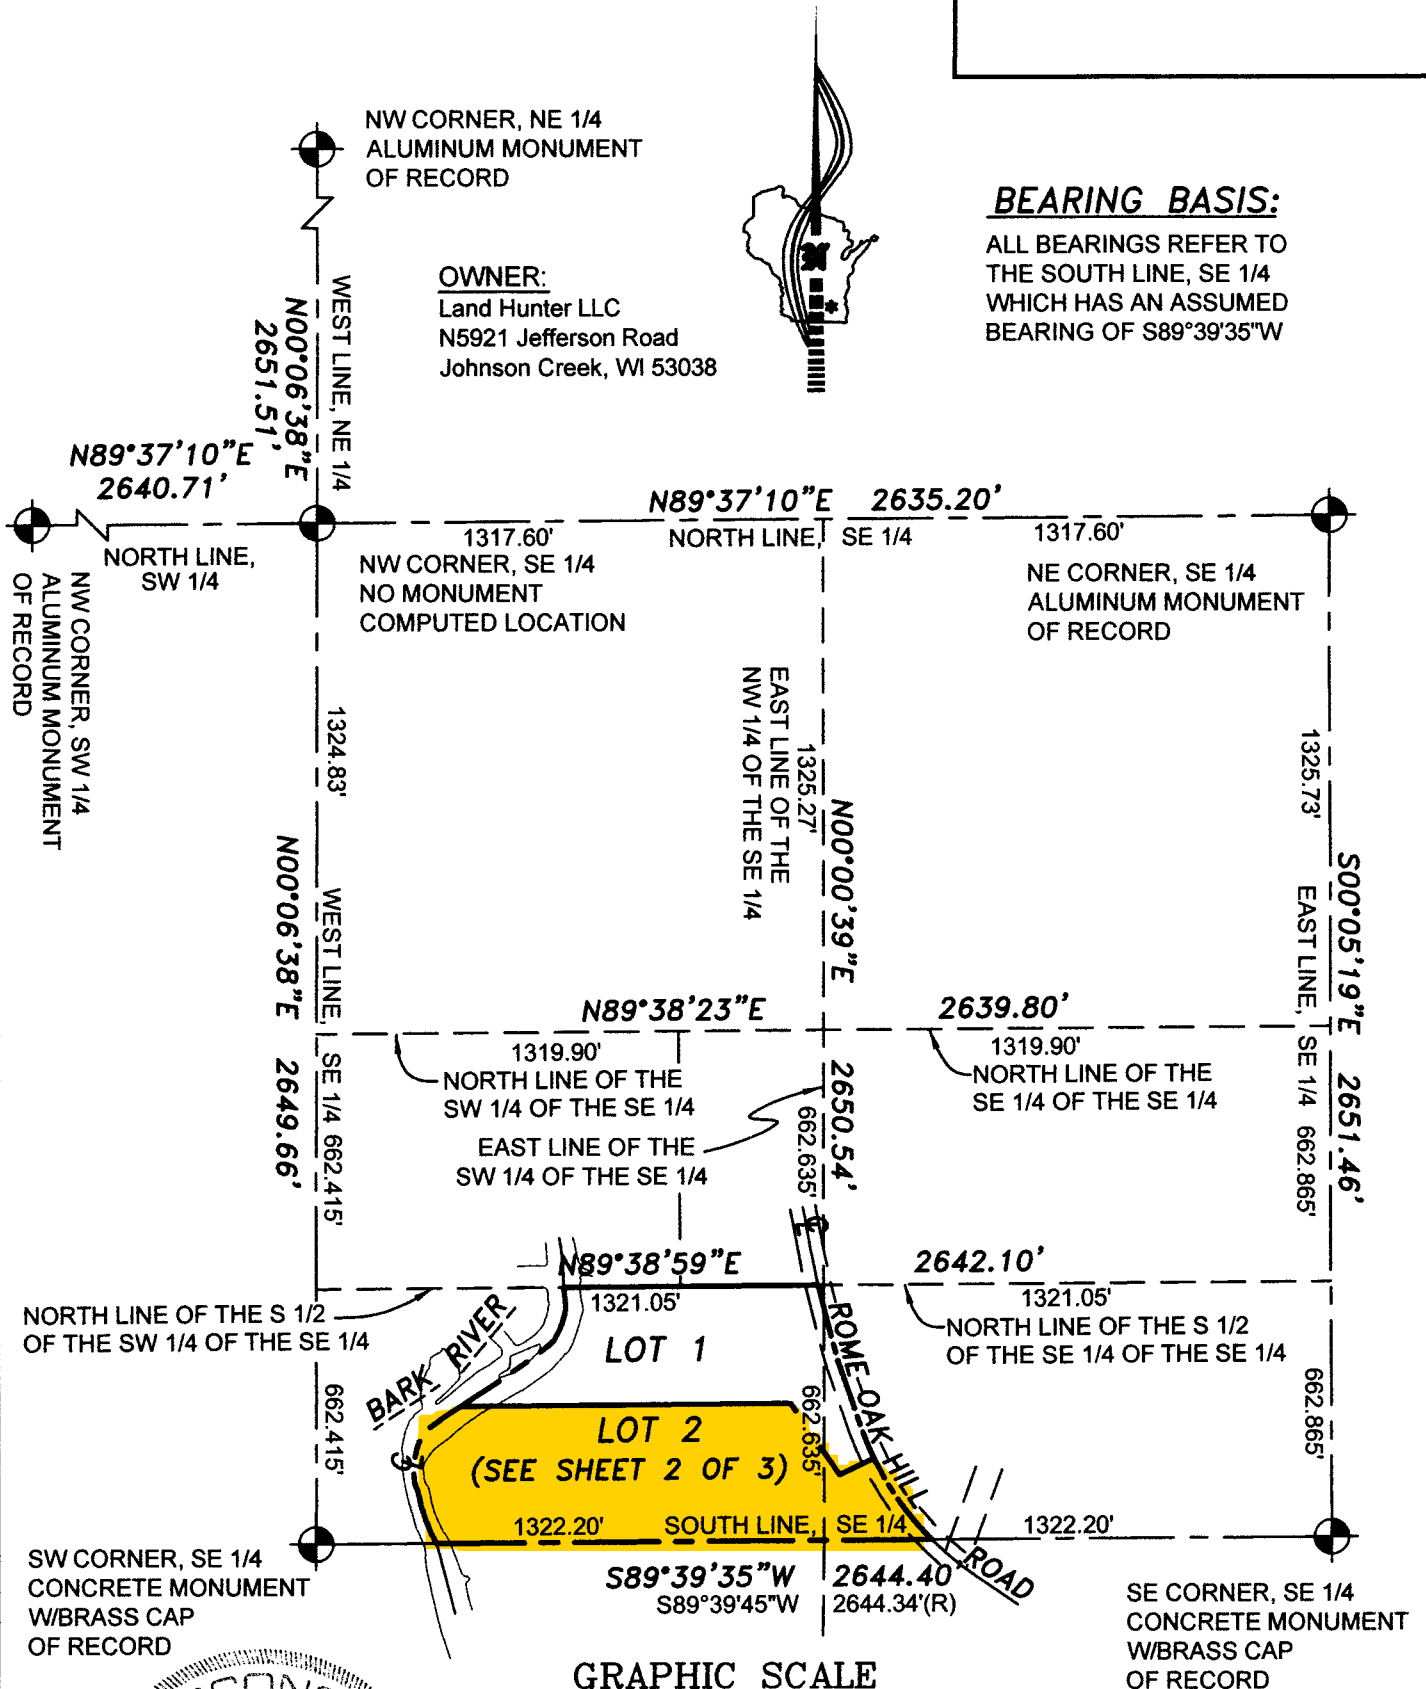 NW CORNER, NE 1/4
ALUMINUM MONUMENT
OF RECORD
OWNER:
Land Hunter LLC
N5921 Jefferson Road
Johnson Creek, WI 53038
BEARING BASIS:
ALL BEARINGS REFER TO
THE SOUTH LINE, SE 1/4
WHICH HAS AN ASSUMED
BEARING OF S89°39'35"W
WEST LINE, NE 1/4
N00°06'38"E
2651.51'
N89°37'10"E
2640.71'
NORTH LINE,
SW 1/4
NW CORNER, SW 1/4
ALUMINUM MONUMENT
OF RECORD
N89°37'10"E 2635.20'
1317.60'
NORTH LINE, SE 1/4
1317.60'
NW CORNER, SE 1/4
NO MONUMENT
COMPUTED LOCATION
NE CORNER, SE 1/4
ALUMINUM MONUMENT
OF RECORD
1324.83'
WEST LINE, SE 1/4 662.415'
N00°06'38"E 2649.66'
1325.27'
EAST LINE OF THE
NW 1/4 OF THE SE 1/4
N00°00'39"E 2650.54'
1325.73'
EAST LINE, SE 1/4 662.865'
S00°05'19"E 2651.46'
N89°38'23"E 2639.80'
1319.90'
NORTH LINE OF THE
SW 1/4 OF THE SE 1/4
1319.90'
NORTH LINE OF THE
SE 1/4 OF THE SE 1/4
EAST LINE OF THE
SW 1/4 OF THE SE 1/4
662.635'
N89°38'59"E 2642.10'
1321.05'
1321.05'
NORTH LINE OF THE S 1/2
OF THE SW 1/4 OF THE SE 1/4
NORTH LINE OF THE S 1/2
OF THE SE 1/4 OF THE SE 1/4
BARK RIVER
LOT 1
ROME OAK HILL ROAD
662.415'
662.635'
662.865'
LOT 2
(SEE SHEET 2 OF 3)
1322.20'
SOUTH LINE, SE 1/4
1322.20'
S89°39'35"W 2644.40
S89°39'45"W 2644.34'(R)
SW CORNER, SE 1/4
CONCRETE MONUMENT
W/BRASS CAP
OF RECORD
SE CORNER, SE 1/4
CONCRETE MONUMENT
W/BRASS CAP
OF RECORD
GRAPHIC SCALE